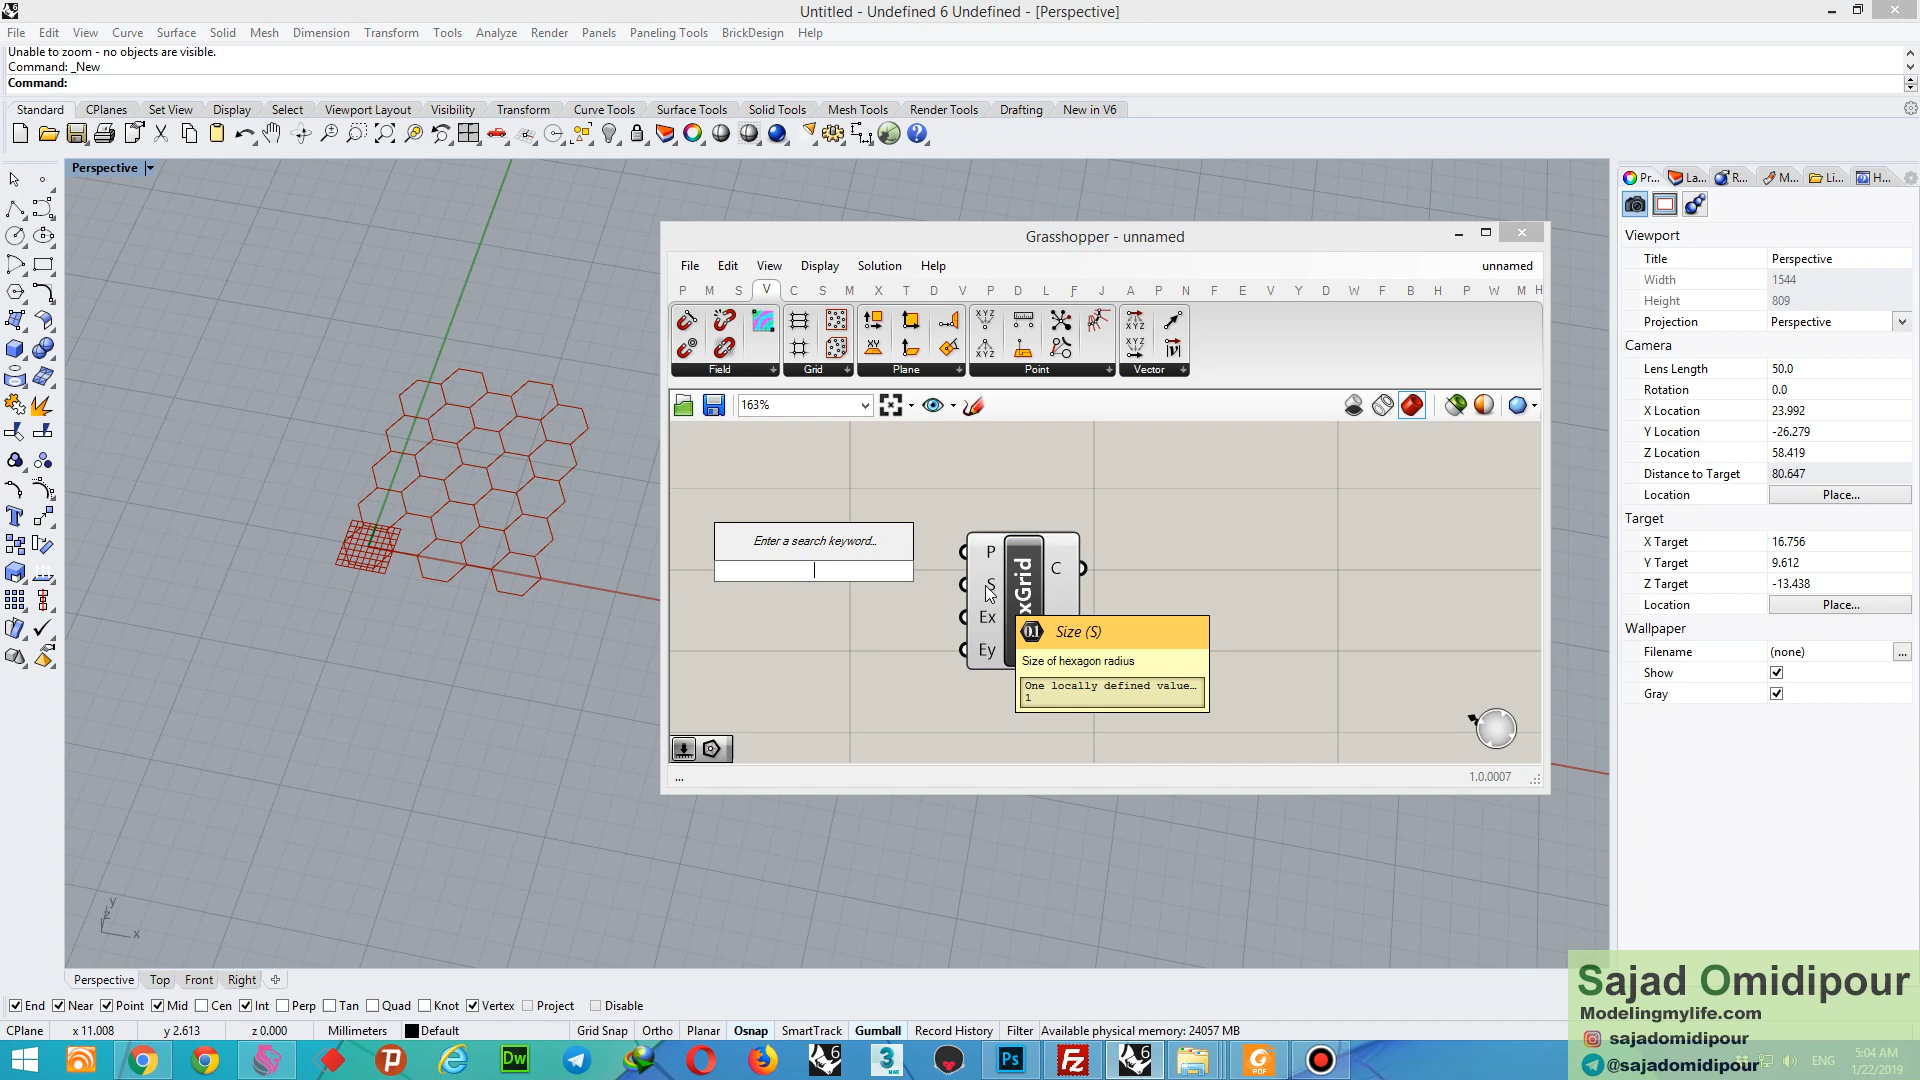 Untitled - Undefined 6 Undefined - [Perspective]
File Edit View Curve Surface Solid Mesh Dimension Transform Tools Analyze Render Panels Paneling Tools BrickDesign Help
Unable to zoom - no objects are visible.
Command: _New
Command:
Standard CPlanes Set View Display Select Viewport Layout Visibility Transform Curve Tools Surface Tools Solid Tools Mesh Tools Render Tools Drafting New in V6
Perspective
Pr... La... R... M... Li... H...
Viewport
Title Perspective
Width 1544
Height 809
Projection Perspective
Camera
Lens Length 50.0
Rotation 0.0
X Location 23.992
Y Location -26.279
Z Location 58.419
Distance to Target 80.647
Location Place...
Target
X Target 16.756
Y Target 9.612
Z Target -13.438
Location Place...
Wallpaper
Filename (none) ...
Show
Gray
Grasshopper - unnamed
File Edit View Display Solution Help unnamed
P M S V C S M X T D V P D L F J A P N F E V Y D W F B H P W M H
Field Grid Plane Point Vector
163%
Enter a search keyword...
P
S
Ex
Ey
xGrid
C
0.1 Size (S)
Size of hexagon radius
One locally defined value...
1
... 1.0.0007
y
z
x
Perspective Top Front Right
End Near Point Mid Cen Int Perp Tan Quad Knot Vertex Project Disable
CPlane x 11.008 y 2.613 z 0.000 Millimeters Default Grid Snap Ortho Planar Osnap SmartTrack Gumball Record History Filter Available physical memory: 24057 MB
Sajad Omidipour
Modelingmylife.com
sajadomidipour
@sajadomidipour
ENG 5:04 AM
1/22/2019